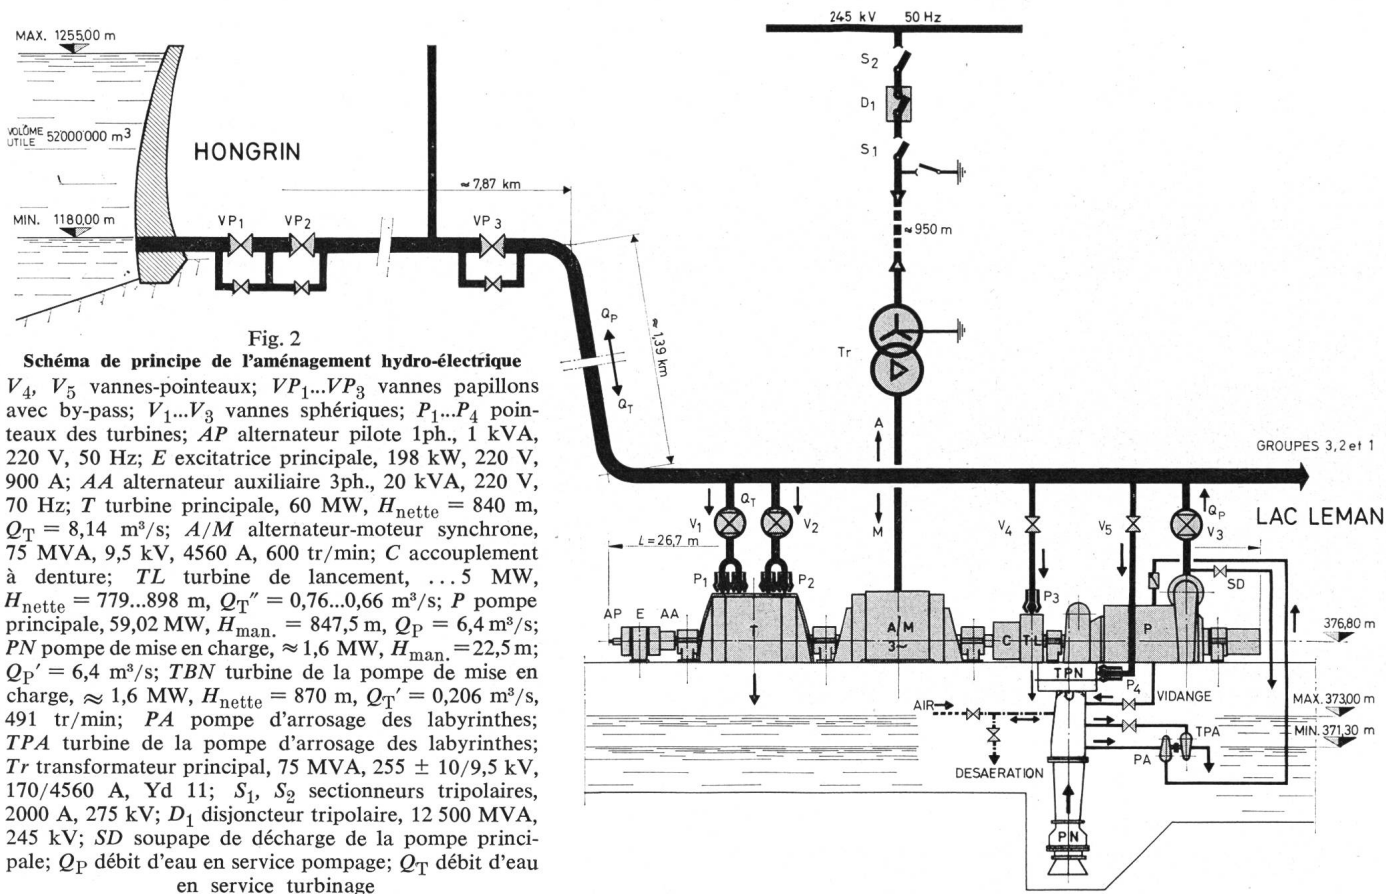 245 kV 50 Hz
MAX. 1255,00 m
S2
D1
VOLÛME UTILE 52000'000 m³
HONGRIN
S1
≈ 7,87 km
MIN. 1180,00 m
VP1 VP2 VP3
≈ 950 m
QP
≈ 1,39 km
QT
Tr
A
M
GROUPES 3, 2 et 1
LAC LEMAN
QT
V1 V2 V4 V5 QP V3
L = 26,7 m
P1 P2 P3 SD
AP E AA T A/M 3~ C TL P
376,80 m
TPN P4
VIDANGE
AIR
MAX. 373,00 m
MIN. 371,30 m
TPA
PA
DESAERATION
PN
Fig. 2
Schéma de principe de l'aménagement hydro-électrique
V4, V5 vannes-pointeaux; VP1...VP3 vannes papillons
avec by-pass; V1...V3 vannes sphériques; P1...P4 poin-
teaux des turbines; AP alternateur pilote 1ph., 1 kVA,
220 V, 50 Hz; E excitatrice principale, 198 kW, 220 V,
900 A; AA alternateur auxiliaire 3ph., 20 kVA, 220 V,
70 Hz; T turbine principale, 60 MW, Hnette = 840 m,
QT = 8,14 m³/s; A/M alternateur-moteur synchrone,
75 MVA, 9,5 kV, 4560 A, 600 tr/min; C accouplement
à denture; TL turbine de lancement, ...5 MW,
Hnette = 779...898 m, QT″ = 0,76...0,66 m³/s; P pompe
principale, 59,02 MW, Hman. = 847,5 m, QP = 6,4 m³/s;
PN pompe de mise en charge, ≈ 1,6 MW, Hman. = 22,5 m;
QP′ = 6,4 m³/s; TBN turbine de la pompe de mise en
charge, ≈ 1,6 MW, Hnette = 870 m, QT′ = 0,206 m³/s,
491 tr/min; PA pompe d'arrosage des labyrinthes;
TPA turbine de la pompe d'arrosage des labyrinthes;
Tr transformateur principal, 75 MVA, 255 ± 10/9,5 kV,
170/4560 A, Yd 11; S1, S2 sectionneurs tripolaires,
2000 A, 275 kV; D1 disjoncteur tripolaire, 12 500 MVA,
245 kV; SD soupape de décharge de la pompe princi-
pale; QP débit d'eau en service pompage; QT débit d'eau
en service turbinage